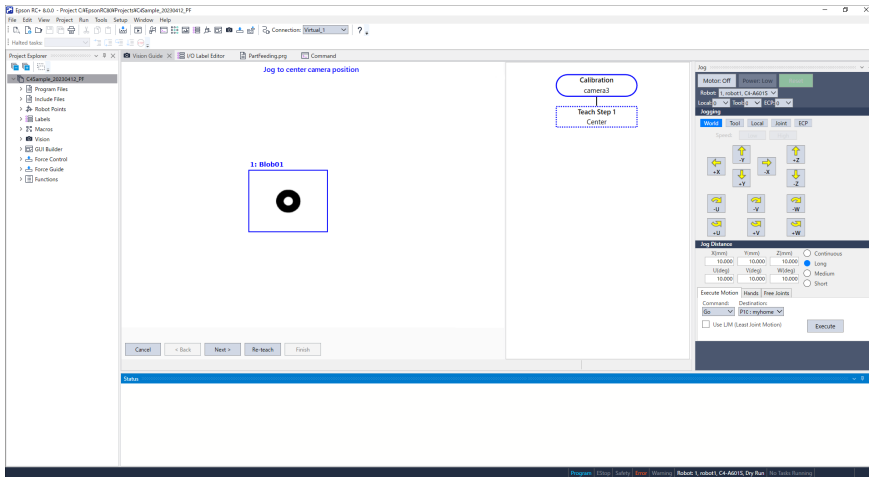 Epson RC+ 8.0.0 - Project C:¥EpsonRC80¥Projects¥C4Sample_20230412_PF
File Edit View Project Run Tools Setup Window Help
Connection: Virtual_1
Halted tasks:
Project Explorer
Vision Guide
I/O Label Editor
PartFeeding.prg
Command
C4Sample_20230412_PF
Program Files
Include Files
Robot Points
Labels
Macros
Vision
GUI Builder
Force Control
Force Guide
Functions
Jog to center camera position
1: Blob01
Cancel < Back Next > Re-teach Finish
Calibration
camera3
Teach Step 1
Center
Jog
Motor: Off Power: Low
Robot: 1, robot1, C4-A601S
Local: 0 Tool: 0 ECP: 0
Jogging
World Tool Local Joint ECP
Speed:
-Y +Z
+X -X
+Y -Z
-U -V -W
+U +V +W
Jog Distance
X(mm) Y(mm) Z(mm) Continuous
10.000 10.000 10.000 Long
U(deg) V(deg) W(deg) Medium
10.000 10.000 10.000 Short
Execute Motion Hands Free Joints
Command: Destination:
Go P10 : myhome
Use LJM (Least Joint Motion) Execute
Status
Program EStop Safety Error Warning Robot: 1, robot1, C4-A601S, Dry Run No Tasks Running